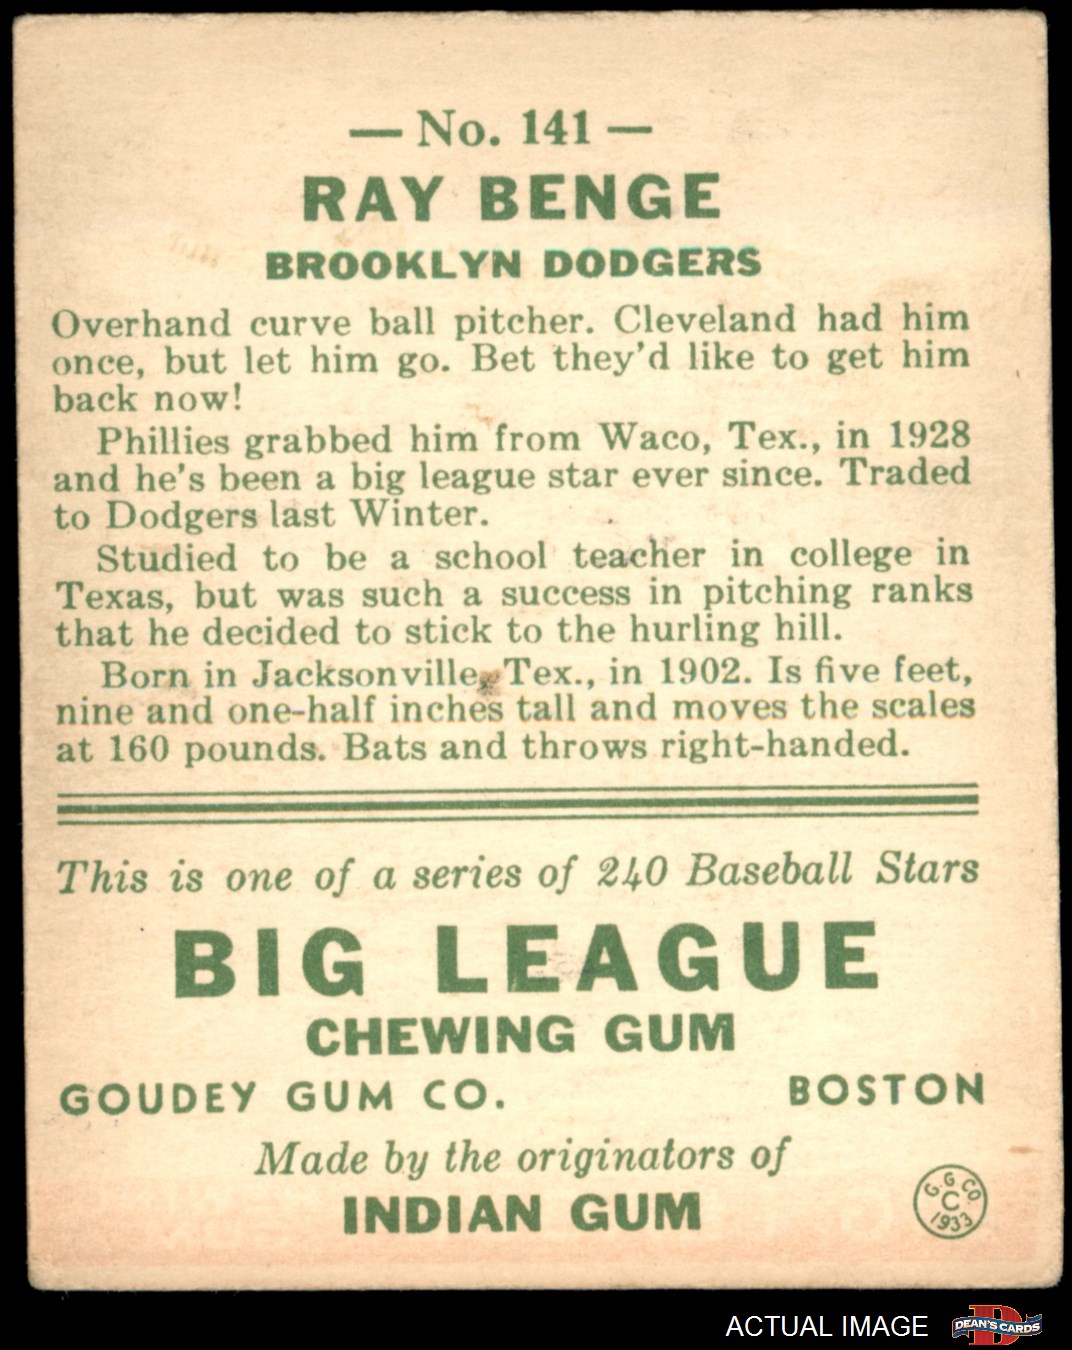 — No. 141 —
RAY BENGE
BROOKLYN DODGERS
Overhand curve ball pitcher. Cleveland had him
once, but let him go. Bet they'd like to get him
back now!
Phillies grabbed him from Waco, Tex., in 1928
and he's been a big league star ever since. Traded
to Dodgers last Winter.
Studied to be a school teacher in college in
Texas, but was such a success in pitching ranks
that he decided to stick to the hurling hill.
Born in Jacksonville, Tex., in 1902. Is five feet,
nine and one-half inches tall and moves the scales
at 160 pounds. Bats and throws right-handed.
This is one of a series of 240 Baseball Stars
BIG LEAGUE
CHEWING GUM
GOUDEY GUM CO. BOSTON
Made by the originators of
INDIAN GUM
G. G. CO.
C
1933
ACTUAL IMAGE
D
DEAN'S CARDS